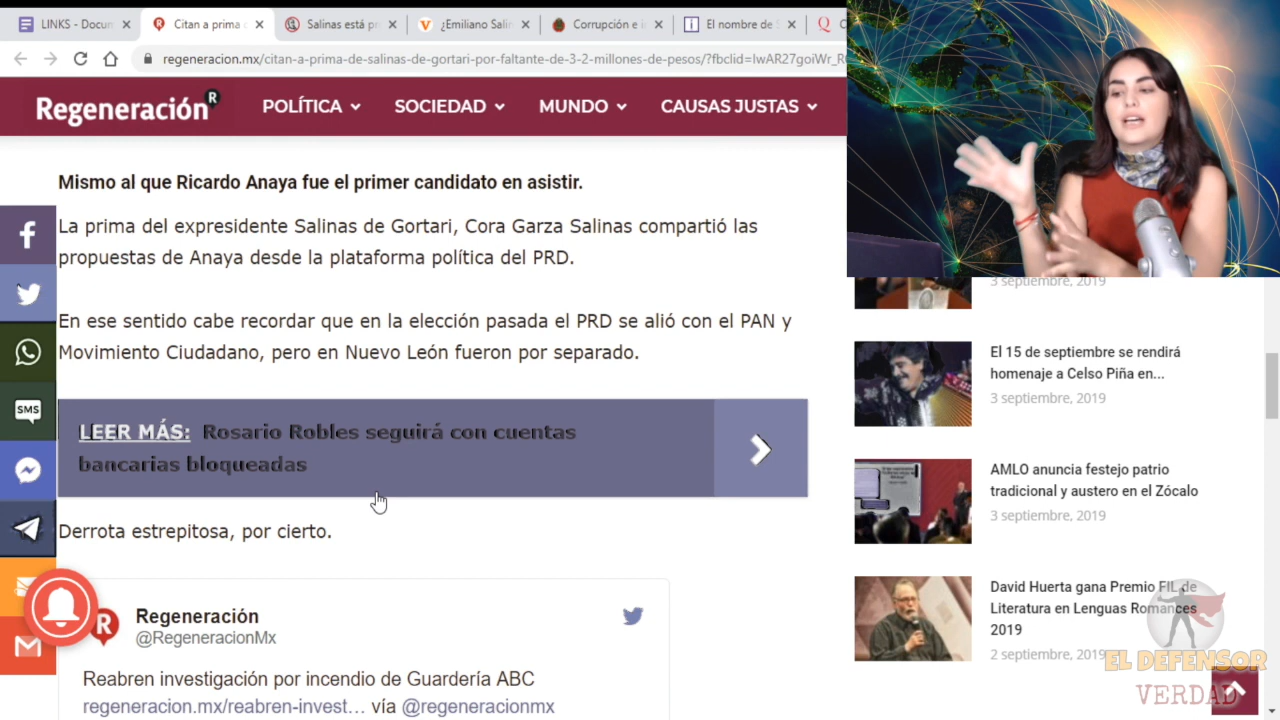 LINKS - Docun
Citan a prima
Salinas está pr
¿Emiliano Salin
Corrupción e i
El nombre de
regeneracion.mx/citan-a-prima-de-salinas-de-gortari-por-faltante-de-3-2-millones-de-pesos/?fbclid=IwAR27goiWr_R
Regeneración R
POLÍTICA
SOCIEDAD
MUNDO
CAUSAS JUSTAS
Mismo al que Ricardo Anaya fue el primer candidato en asistir.
La prima del expresidente Salinas de Gortari, Cora Garza Salinas compartió las
propuestas de Anaya desde la plataforma política del PRD.
En ese sentido cabe recordar que en la elección pasada el PRD se alió con el PAN y
Movimiento Ciudadano, pero en Nuevo León fueron por separado.
SMS
LEER MÁS: Rosario Robles seguirá con cuentas
bancarias bloqueadas
Derrota estrepitosa, por cierto.
R
Regeneración
@RegeneracionMx
Reabren investigación por incendio de Guardería ABC
regeneracion.mx/reabren-invest… vía @regeneracionmx
3 septiembre, 2019
El 15 de septiembre se rendirá
homenaje a Celso Piña en...
3 septiembre, 2019
AMLO anuncia festejo patrio
tradicional y austero en el Zócalo
3 septiembre, 2019
David Huerta gana Premio FIL de
Literatura en Lenguas Romances
2019
2 septiembre, 2019
EL DEFENSOR
VERDAD